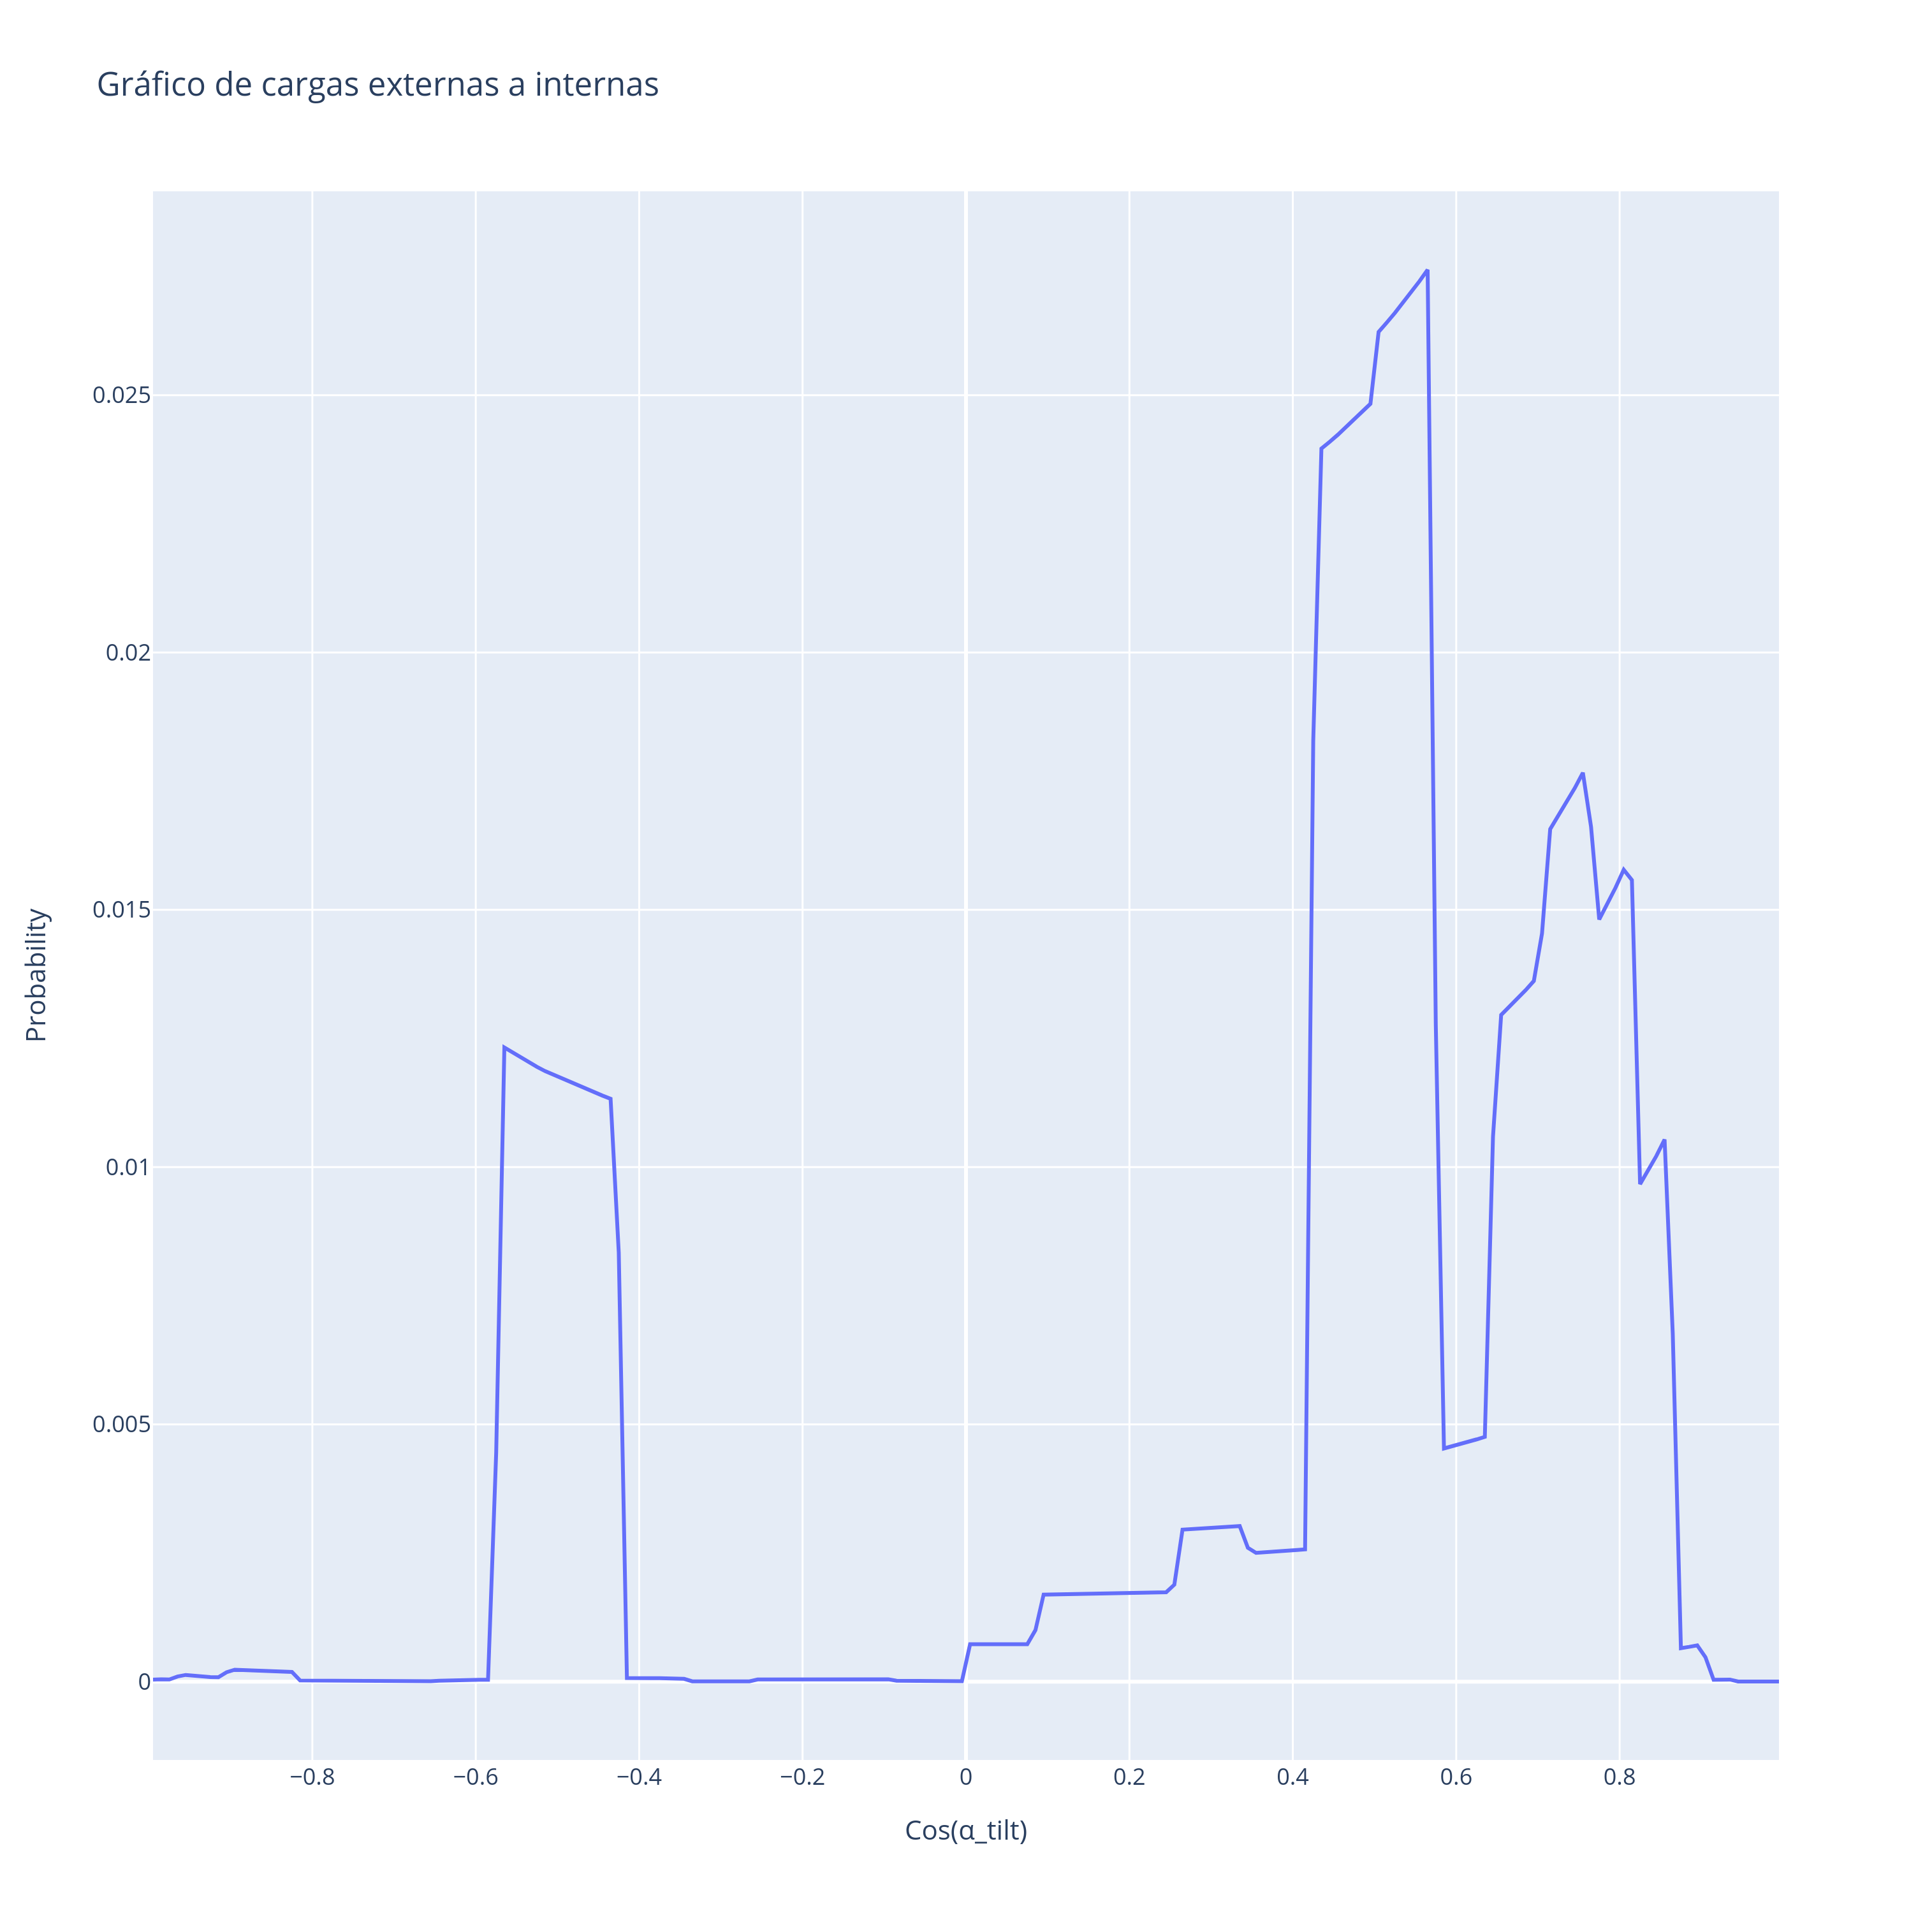 Gráfico de cargas externas a internas
Probability
0.025
0.02
0.015
0.01
0.005
0
−0.8 −0.6 −0.4 −0.2 0 0.2 0.4 0.6 0.8
Cos(α_tilt)